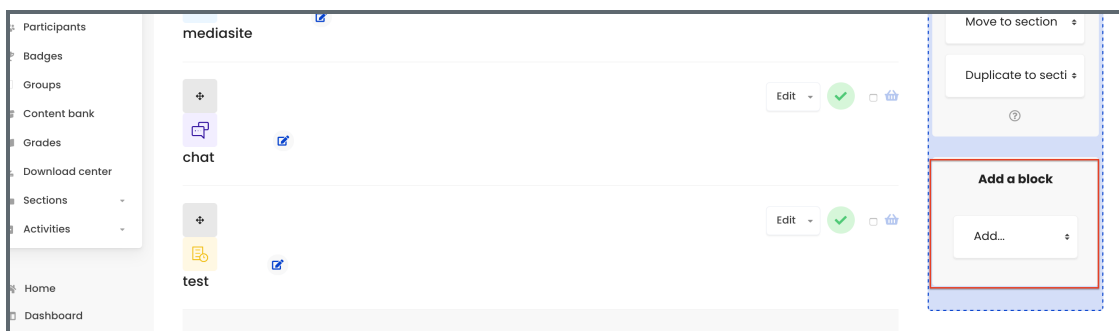 Participants
Badges
Groups
Content bank
Grades
Download center
Sections
Activities
Home
Dashboard
mediasite
Edit
chat
Edit
test
Move to section
Duplicate to secti
Add a block
Add...